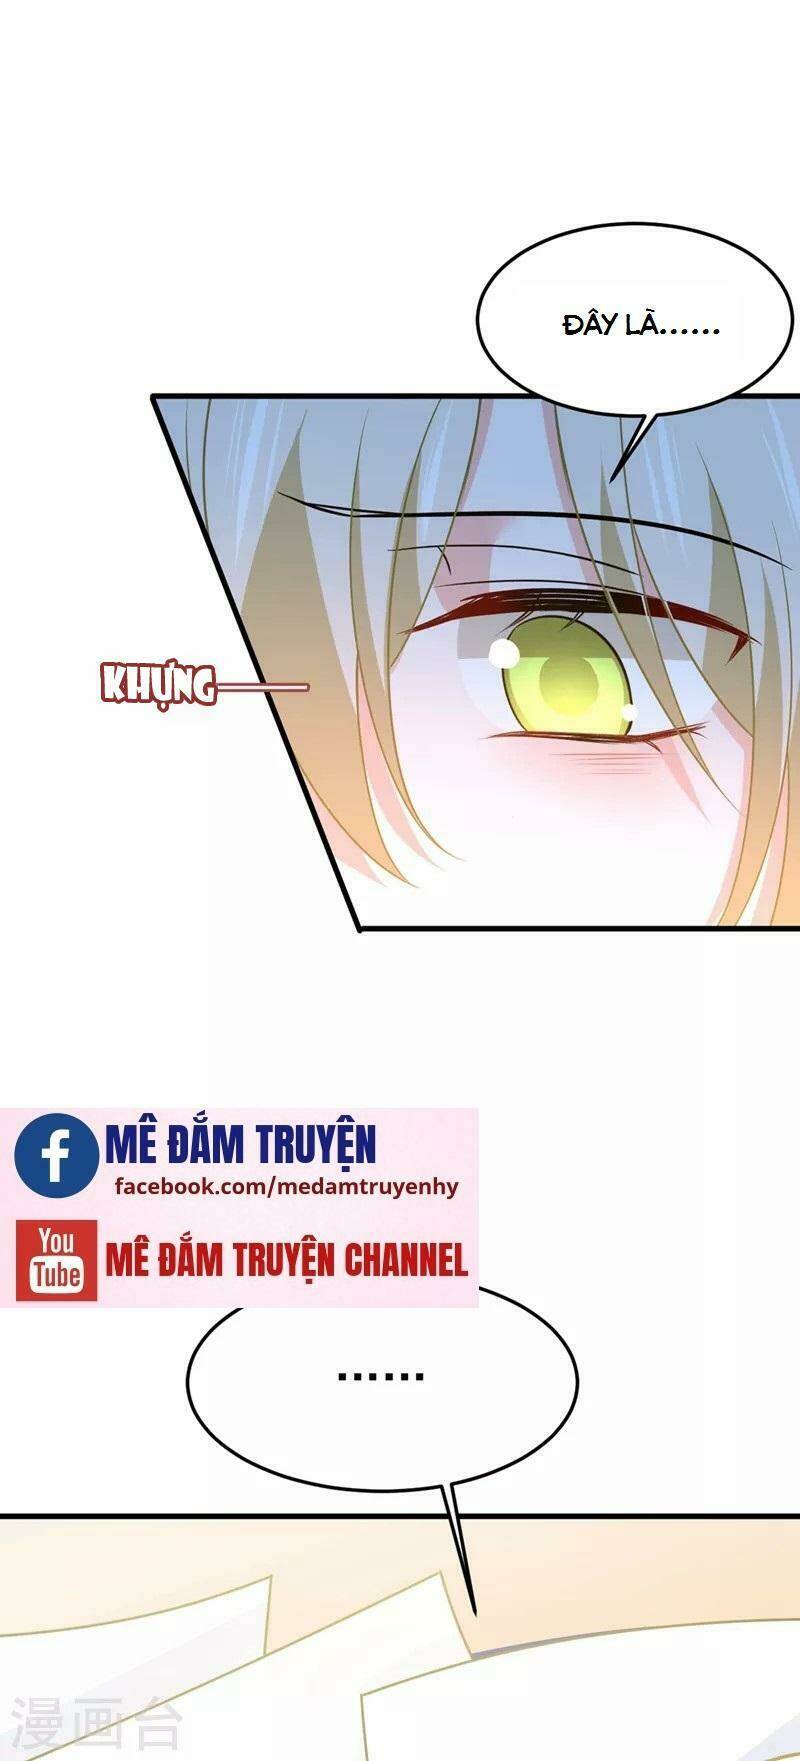 ĐÂY LÀ......
KHỰNG
MÊ ĐẮM TRUYỆN
facebook.com/medamtruyenhy
You
Tube
MÊ ĐẮM TRUYỆN CHANNEL
......
漫画台